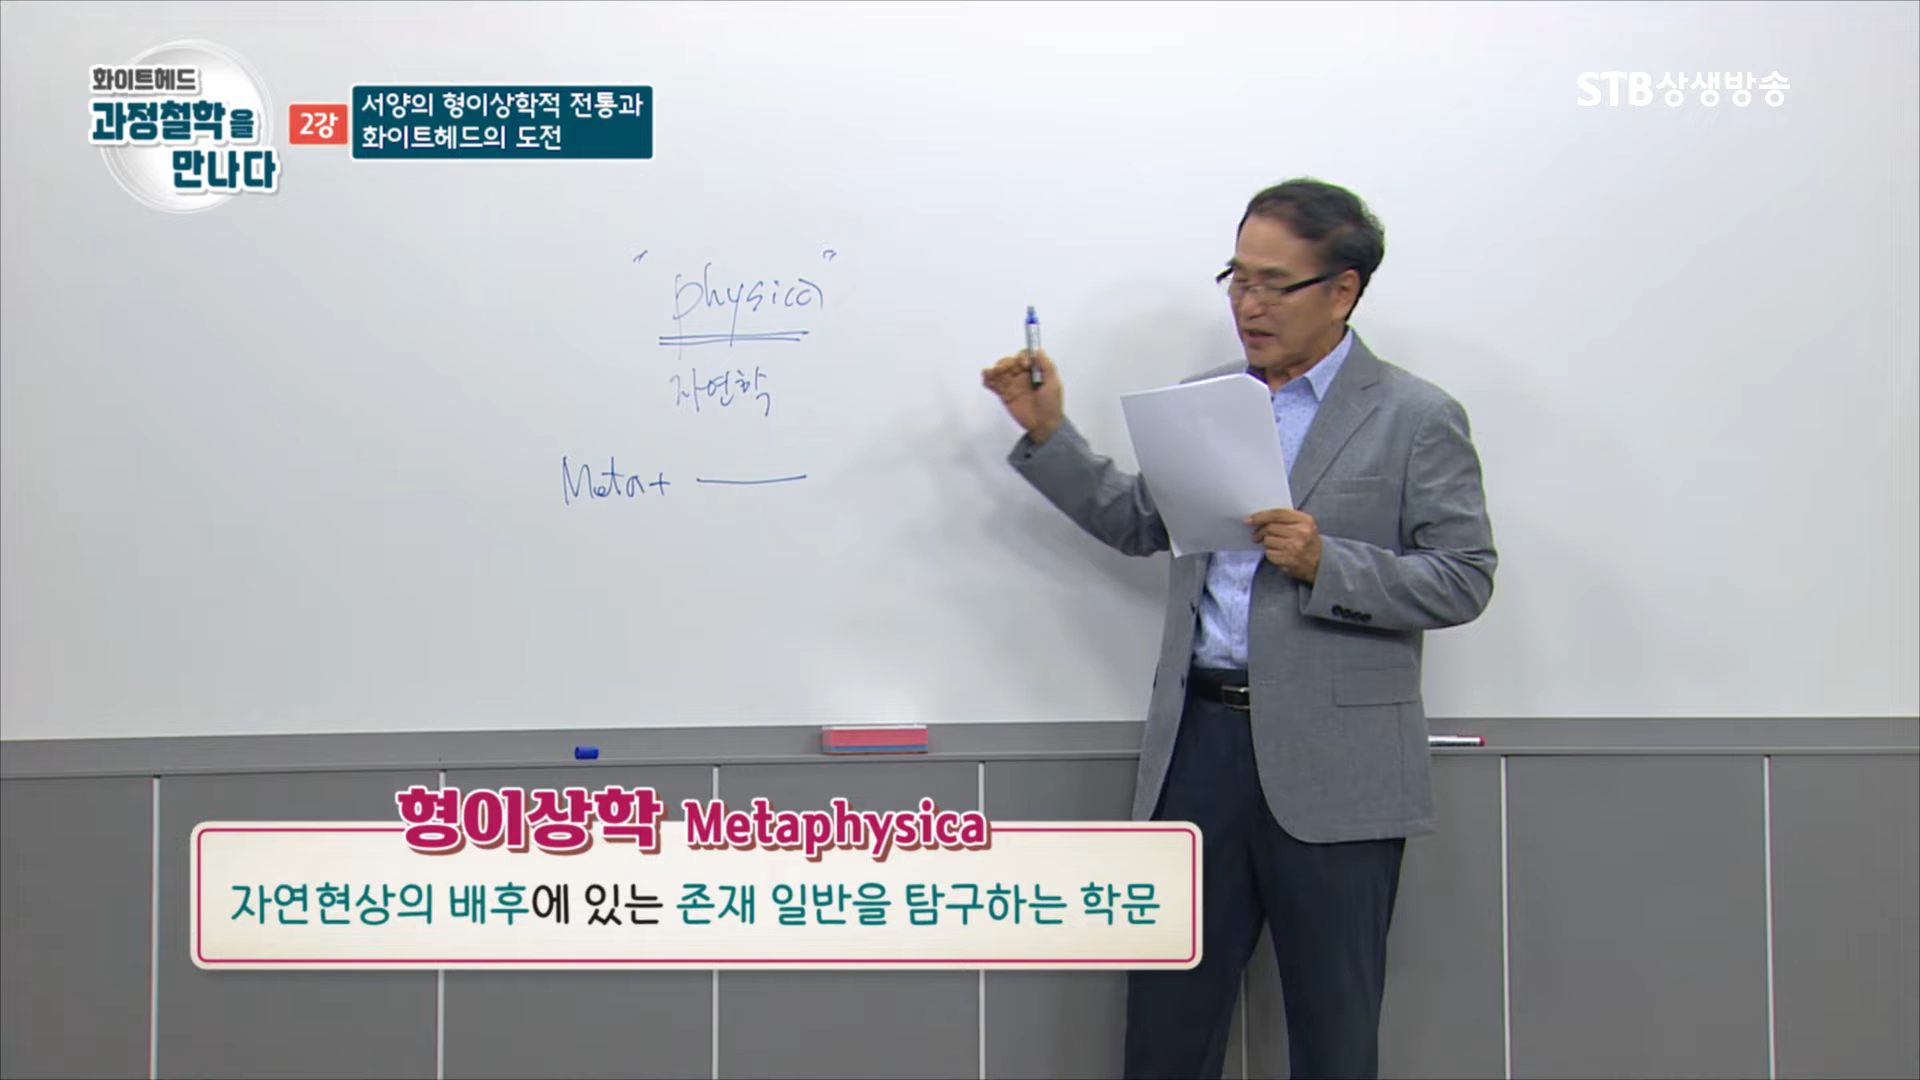 화이트헤드
과정철학을
만나다
2강
서양의 형이상학적 전통과
화이트헤드의 도전
STB상생방송
" physica "
자연학
Meta+
형이상학 Metaphysica
자연현상의 배후에 있는 존재 일반을 탐구하는 학문